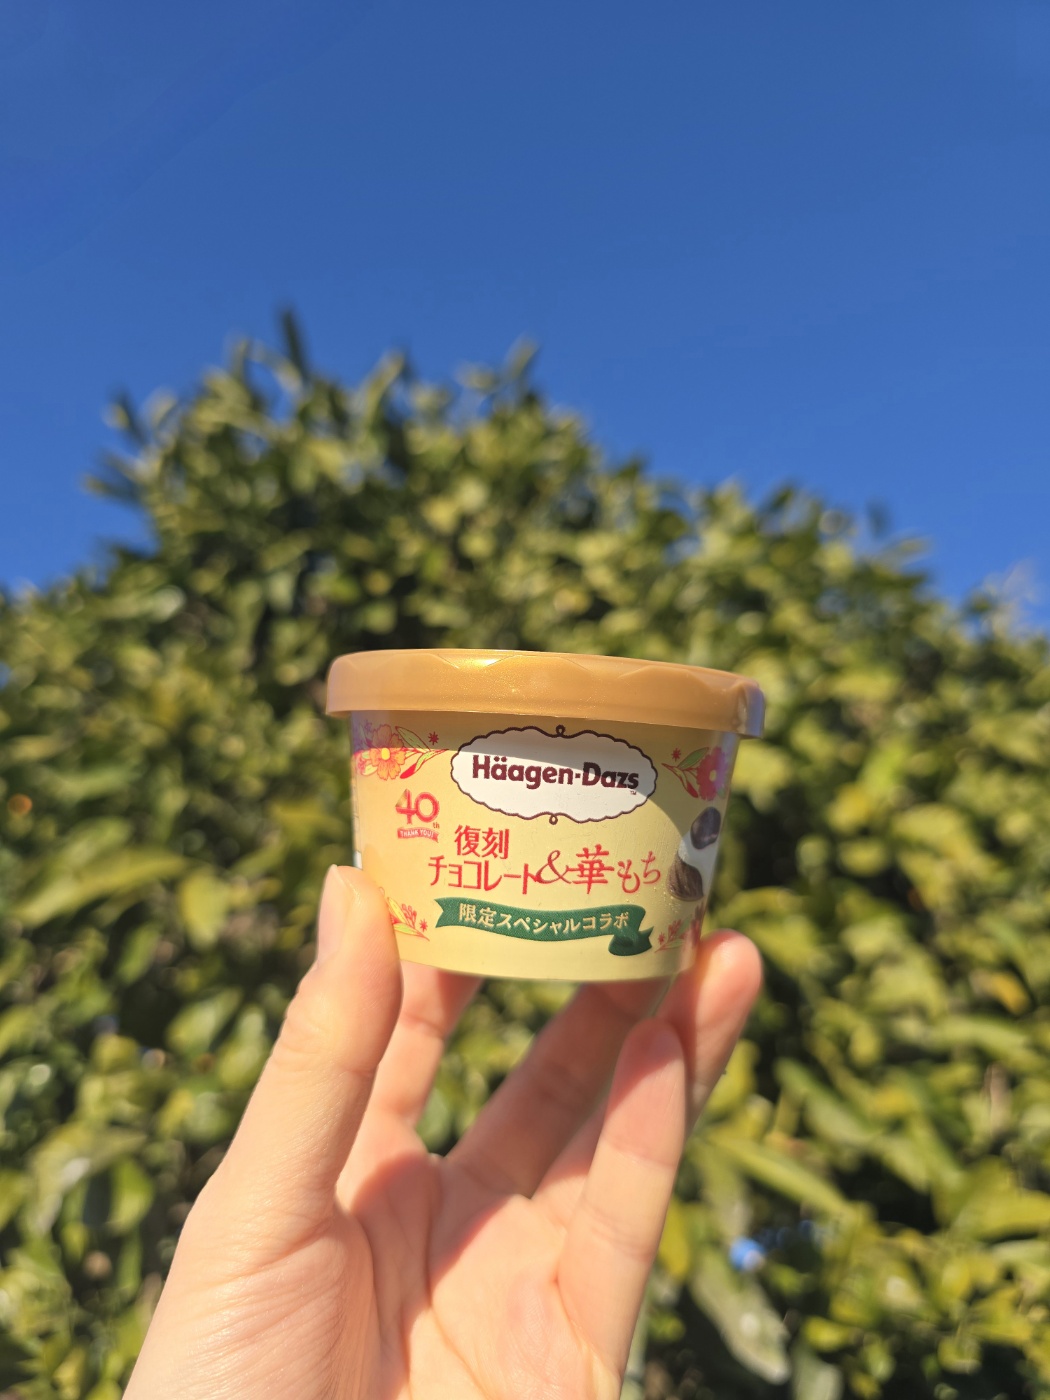 Häagen-Dazs
40th
THANK YOU!
復刻
チョコレート&華もち
限定スペシャルコラボ